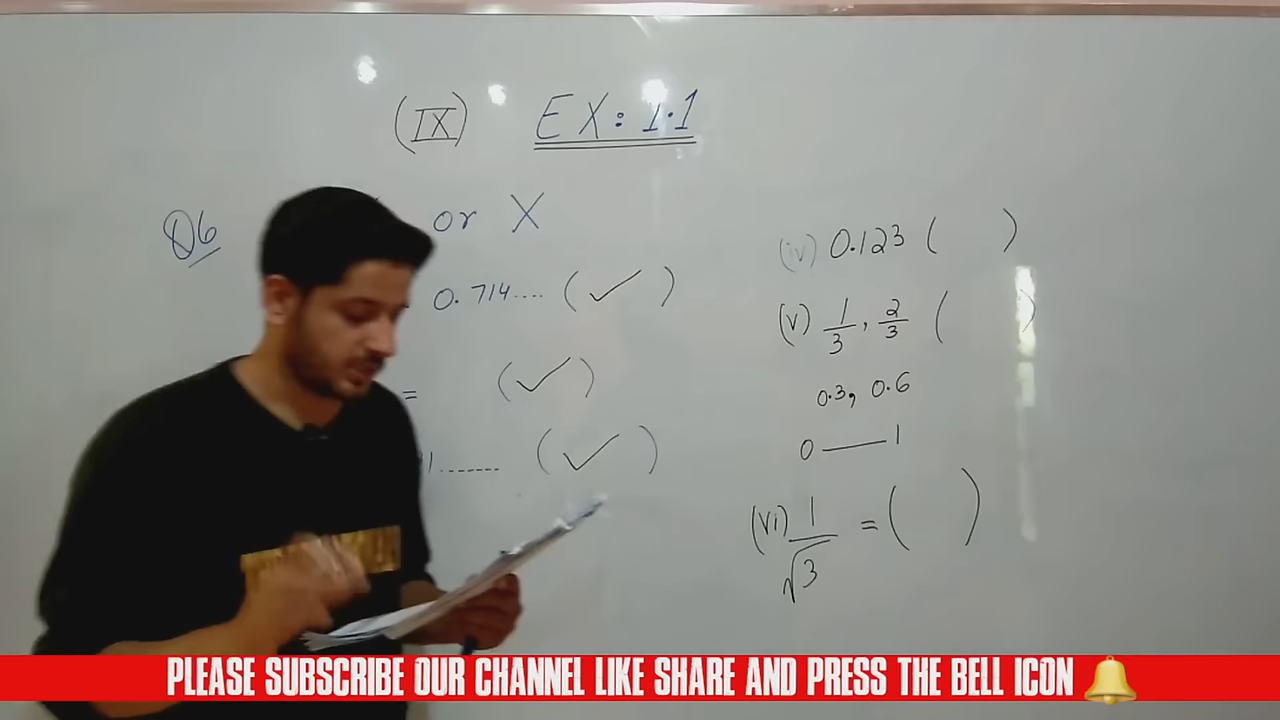 (IX) EX: 1.1
Q6 or X
0.714.... (✓)
= (✓)
1....... (✓)
(iv) 0.123 ( )
(v) 1/3, 2/3 ( )
0.3, 0.6
0 — 1
(vi) 1/√3 = ( )
PLEASE SUBSCRIBE OUR CHANNEL LIKE SHARE AND PRESS THE BELL ICON